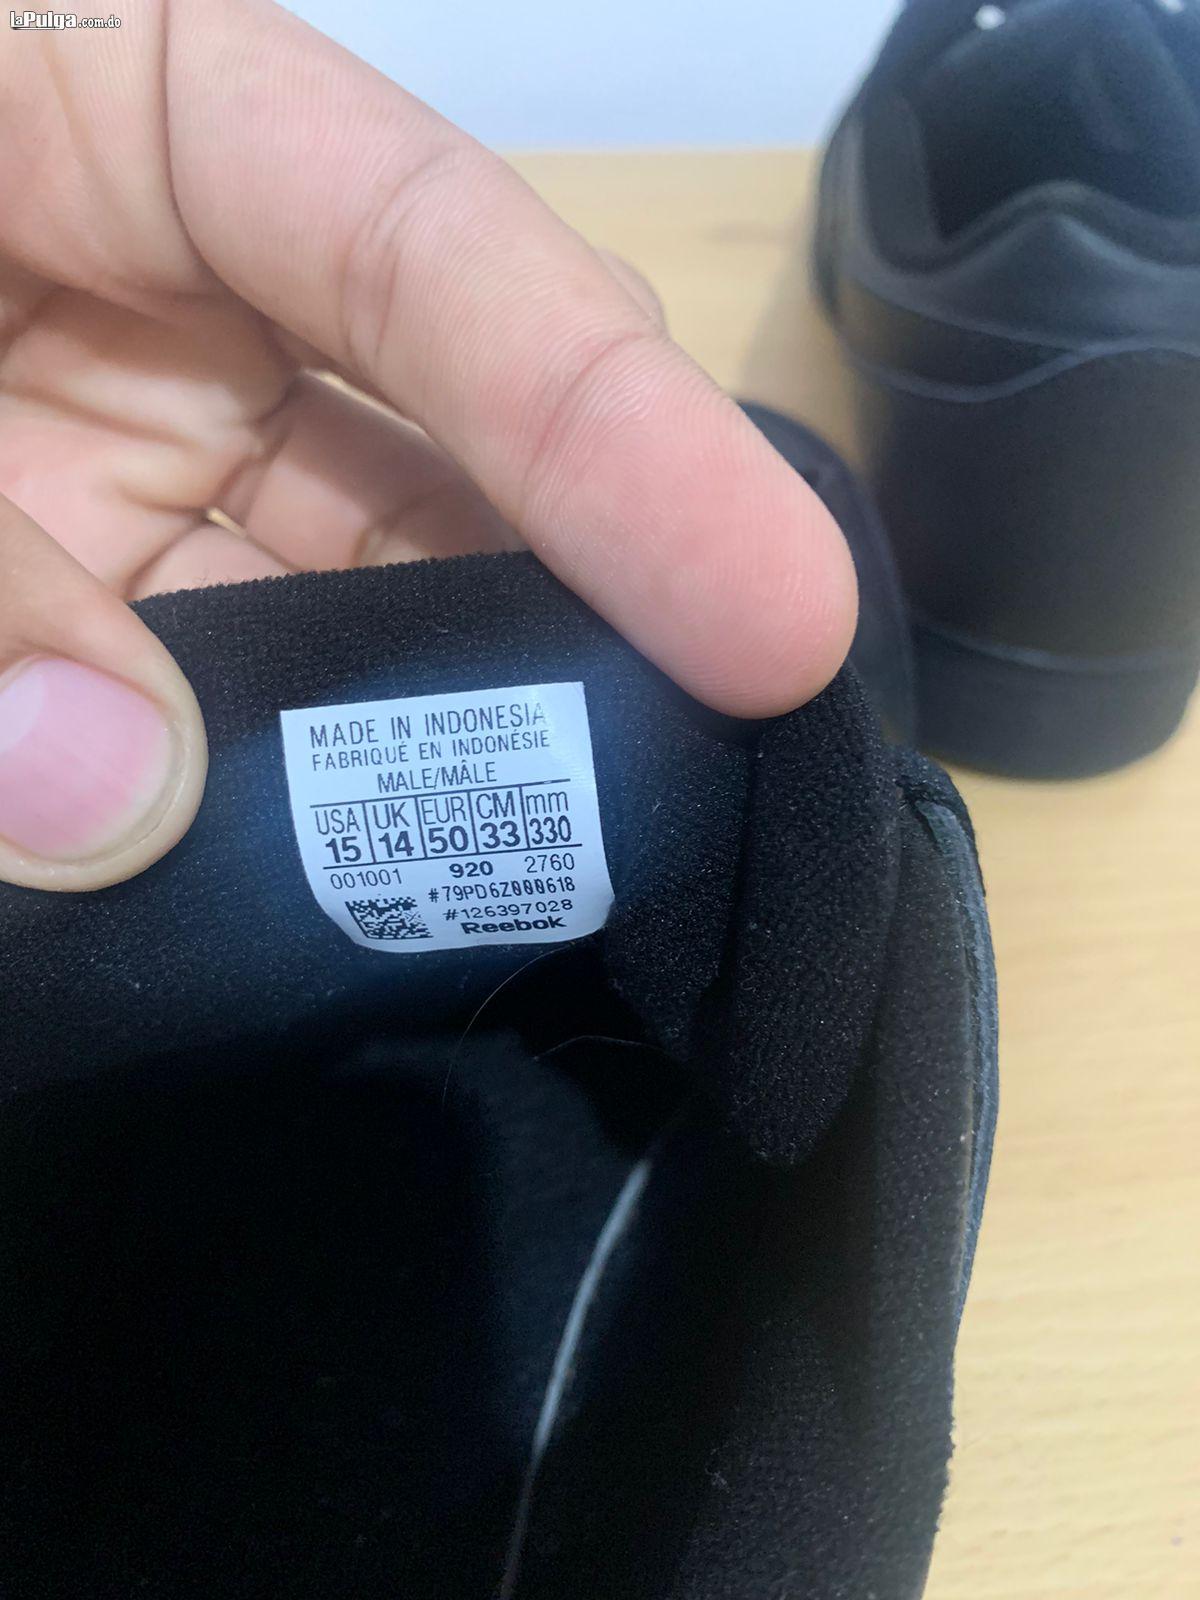 laPulga.com.do
MADE IN INDONESIA
FABRIQUÉ EN INDONÉSIE
MALE/MÂLE
USA UK EUR CM mm
15 14 50 33 330
001001 920 2760
#79PD6Z000618
#126397028
Reebok